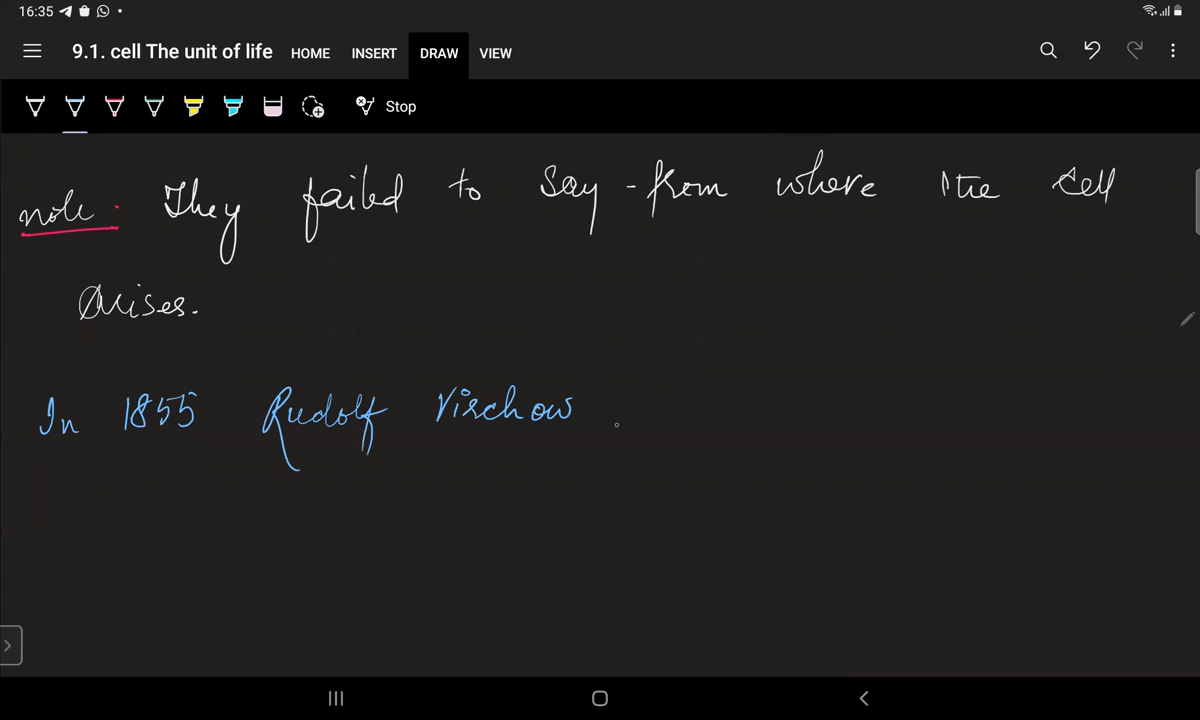 16:35
9.1. cell The unit of life HOME INSERT DRAW VIEW
Stop
note: They failed to say from where the cell
arises.
In 1855 Rudolf Virchow